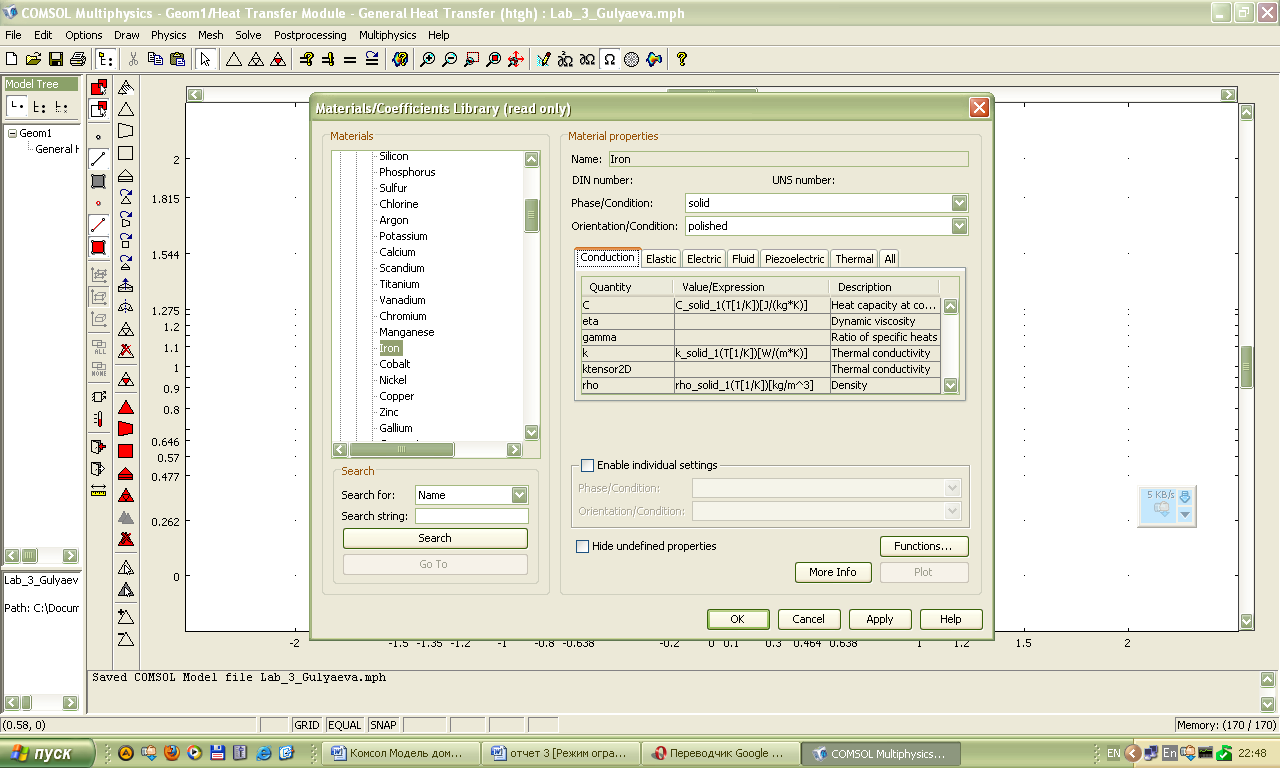 COMSOL Multiphysics - Geom1/Heat Transfer Module - General Heat Transfer (htgh) : Lab_3_Gulyaeva.mph
File Edit Options Draw Physics Mesh Solve Postprocessing Multiphysics Help
Model Tree
Geom1
General H
Materials/Coefficients Library (read only)
Materials
Silicon
Phosphorus
Sulfur
Chlorine
Argon
Potassium
Calcium
Scandium
Titanium
Vanadium
Chromium
Manganese
Iron
Cobalt
Nickel
Copper
Zinc
Gallium
Search
Search for: Name
Search string:
Search
Go To
Material properties
Name: Iron
DIN number: UNS number:
Phase/Condition: solid
Orientation/Condition: polished
Conduction Elastic Electric Fluid Piezoelectric Thermal All
Quantity Value/Expression Description
C C_solid_1(T[1/K])[J/(kg*K)] Heat capacity at co...
eta Dynamic viscosity
gamma Ratio of specific heats
k k_solid_1(T[1/K])[W/(m*K)] Thermal conductivity
ktensor2D Thermal conductivity
rho rho_solid_1(T[1/K])[kg/m^3] Density
Enable individual settings
Phase/Condition:
Orientation/Condition:
Hide undefined properties
Functions...
More Info Plot
OK Cancel Apply Help
2
1.815
1.544
1.275
1.2
1.1
1
0.9
0.8
0.646
0.57
0.477
0.262
0
-2 -1.5 -1.275 -1 -0.8 -0.638 -0.2 0 0.1 0.3 0.464 0.638 1 1.2 1.5 2
ALL
NONE
5 KB/s
Lab_3_Gulyaev
Path: C:\Docum
Saved COMSOL Model file Lab_3_Gulyaeva.mph
(0.58, 0) GRID EQUAL SNAP Memory: (170 / 170)
пуск Комсол Модель дом... отчет 3 [Режим огра... Переводчик Google ... COMSOL Multiphysics... EN En 22:48